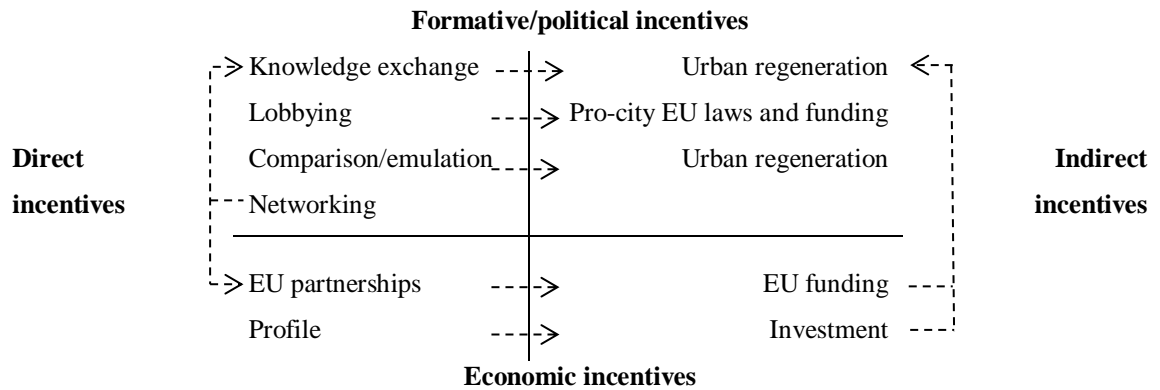 Formative/political incentives
Knowledge exchange Urban regeneration
Lobbying Pro-city EU laws and funding
Direct Comparison/emulation Urban regeneration Indirect
incentives Networking incentives
EU partnerships EU funding
Profile Investment
Economic incentives